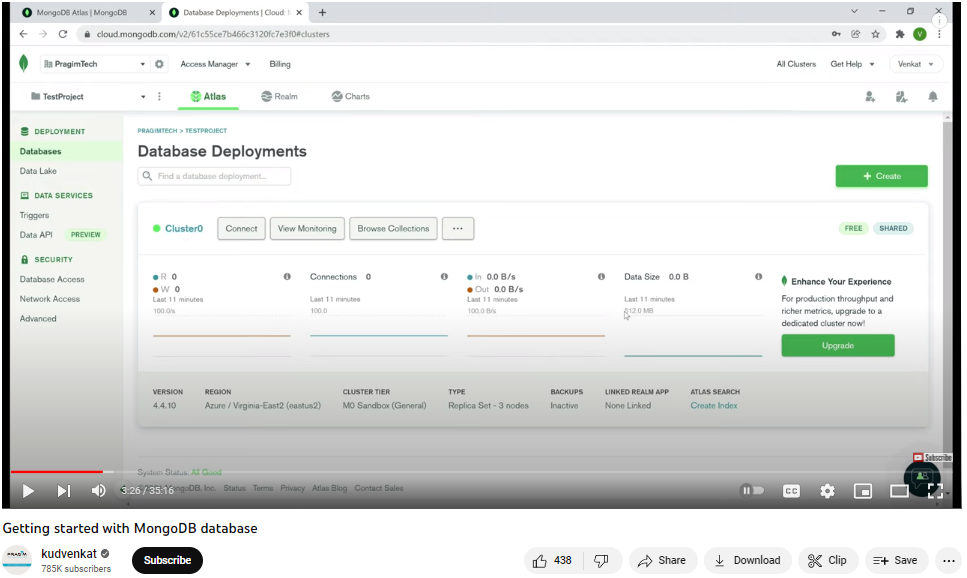 MongoDB Atlas | MongoDB
Database Deployments | Cloud: M
cloud.mongodb.com/v2/61c55ce7b466c3120fc7e3f0#clusters
V
PragimTech
Access Manager
Billing
All Clusters
Get Help
Venkat
TestProject
Atlas
Realm
Charts
DEPLOYMENT
Databases
Data Lake
DATA SERVICES
Triggers
Data API PREVIEW
SECURITY
Database Access
Network Access
Advanced
PRAGIMTECH > TESTPROJECT
Database Deployments
Find a database deployment...
+ Create
Cluster0
Connect
View Monitoring
Browse Collections
...
FREE
SHARED
R 0
W 0
Last 11 minutes
100.0/s
Connections 0
Last 11 minutes
100.0
In 0.0 B/s
Out 0.0 B/s
Last 11 minutes
100.0 B/s
Data Size 0.0 B
Last 11 minutes
512.0 MB
Enhance Your Experience
For production throughput and
richer metrics, upgrade to a
dedicated cluster now!
Upgrade
VERSION
4.4.10
REGION
Azure / Virginia-East2 (eastus2)
CLUSTER TIER
M0 Sandbox (General)
TYPE
Replica Set - 3 nodes
BACKUPS
Inactive
LINKED REALM APP
None Linked
ATLAS SEARCH
Create Index
System Status: All Good
MongoDB, Inc. Status Terms Privacy Atlas Blog Contact Sales
Subscribe
3:26 / 35:16
CC
Getting started with MongoDB database
PRAGIM
kudvenkat
785K subscribers
Subscribe
438
Share
Download
Clip
Save
...